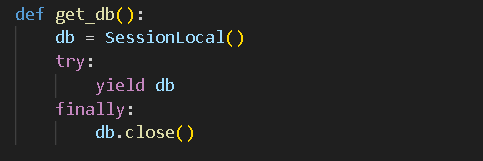 def get_db():
    db = SessionLocal()
    try:
        yield db
    finally:
        db.close()